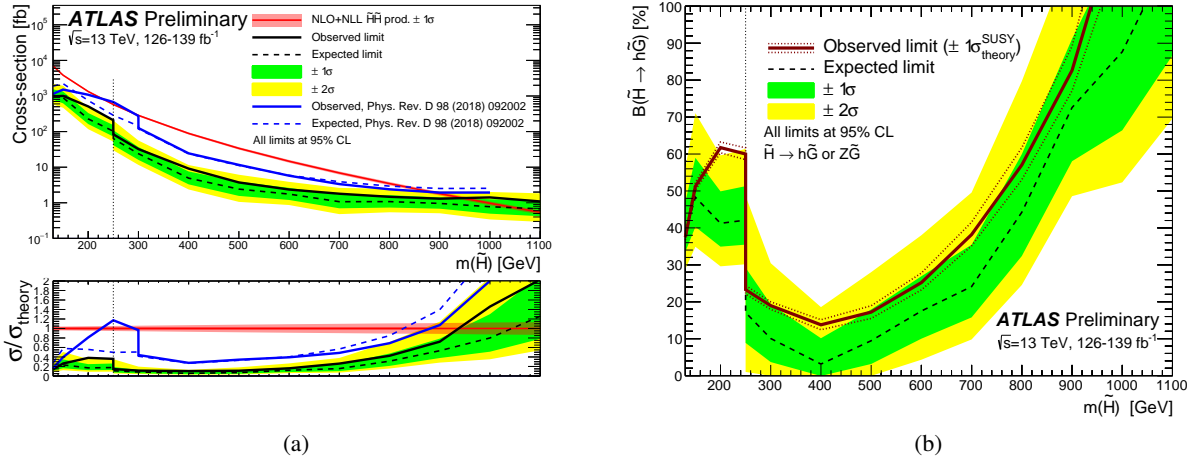 ATLAS Preliminary
√s=13 TeV, 126-139 fb⁻¹
NLO+NLL H̃H̃ prod. ± 1σ
Observed limit
Expected limit
± 1σ
± 2σ
Observed, Phys. Rev. D 98 (2018) 092002
Expected, Phys. Rev. D 98 (2018) 092002
All limits at 95% CL
Cross-section [fb]
10⁵
10⁴
10³
10²
10
1
10⁻¹
200 300 400 500 600 700 800 900 1000 1100
m(H̃) [GeV]
σ/σtheory
2
1.8
1.6
1.4
1.2
1
0.8
0.6
0.4
0.2
0
(a)
B(H̃ → hG̃) [%]
100
90
80
70
60
50
40
30
20
10
0
Observed limit (± 1σ^SUSY_theory)
Expected limit
± 1σ
± 2σ
All limits at 95% CL
H̃ → hG̃ or ZG̃
ATLAS Preliminary
√s=13 TeV, 126-139 fb⁻¹
200 300 400 500 600 700 800 900 1000 1100
m(H̃) [GeV]
(b)